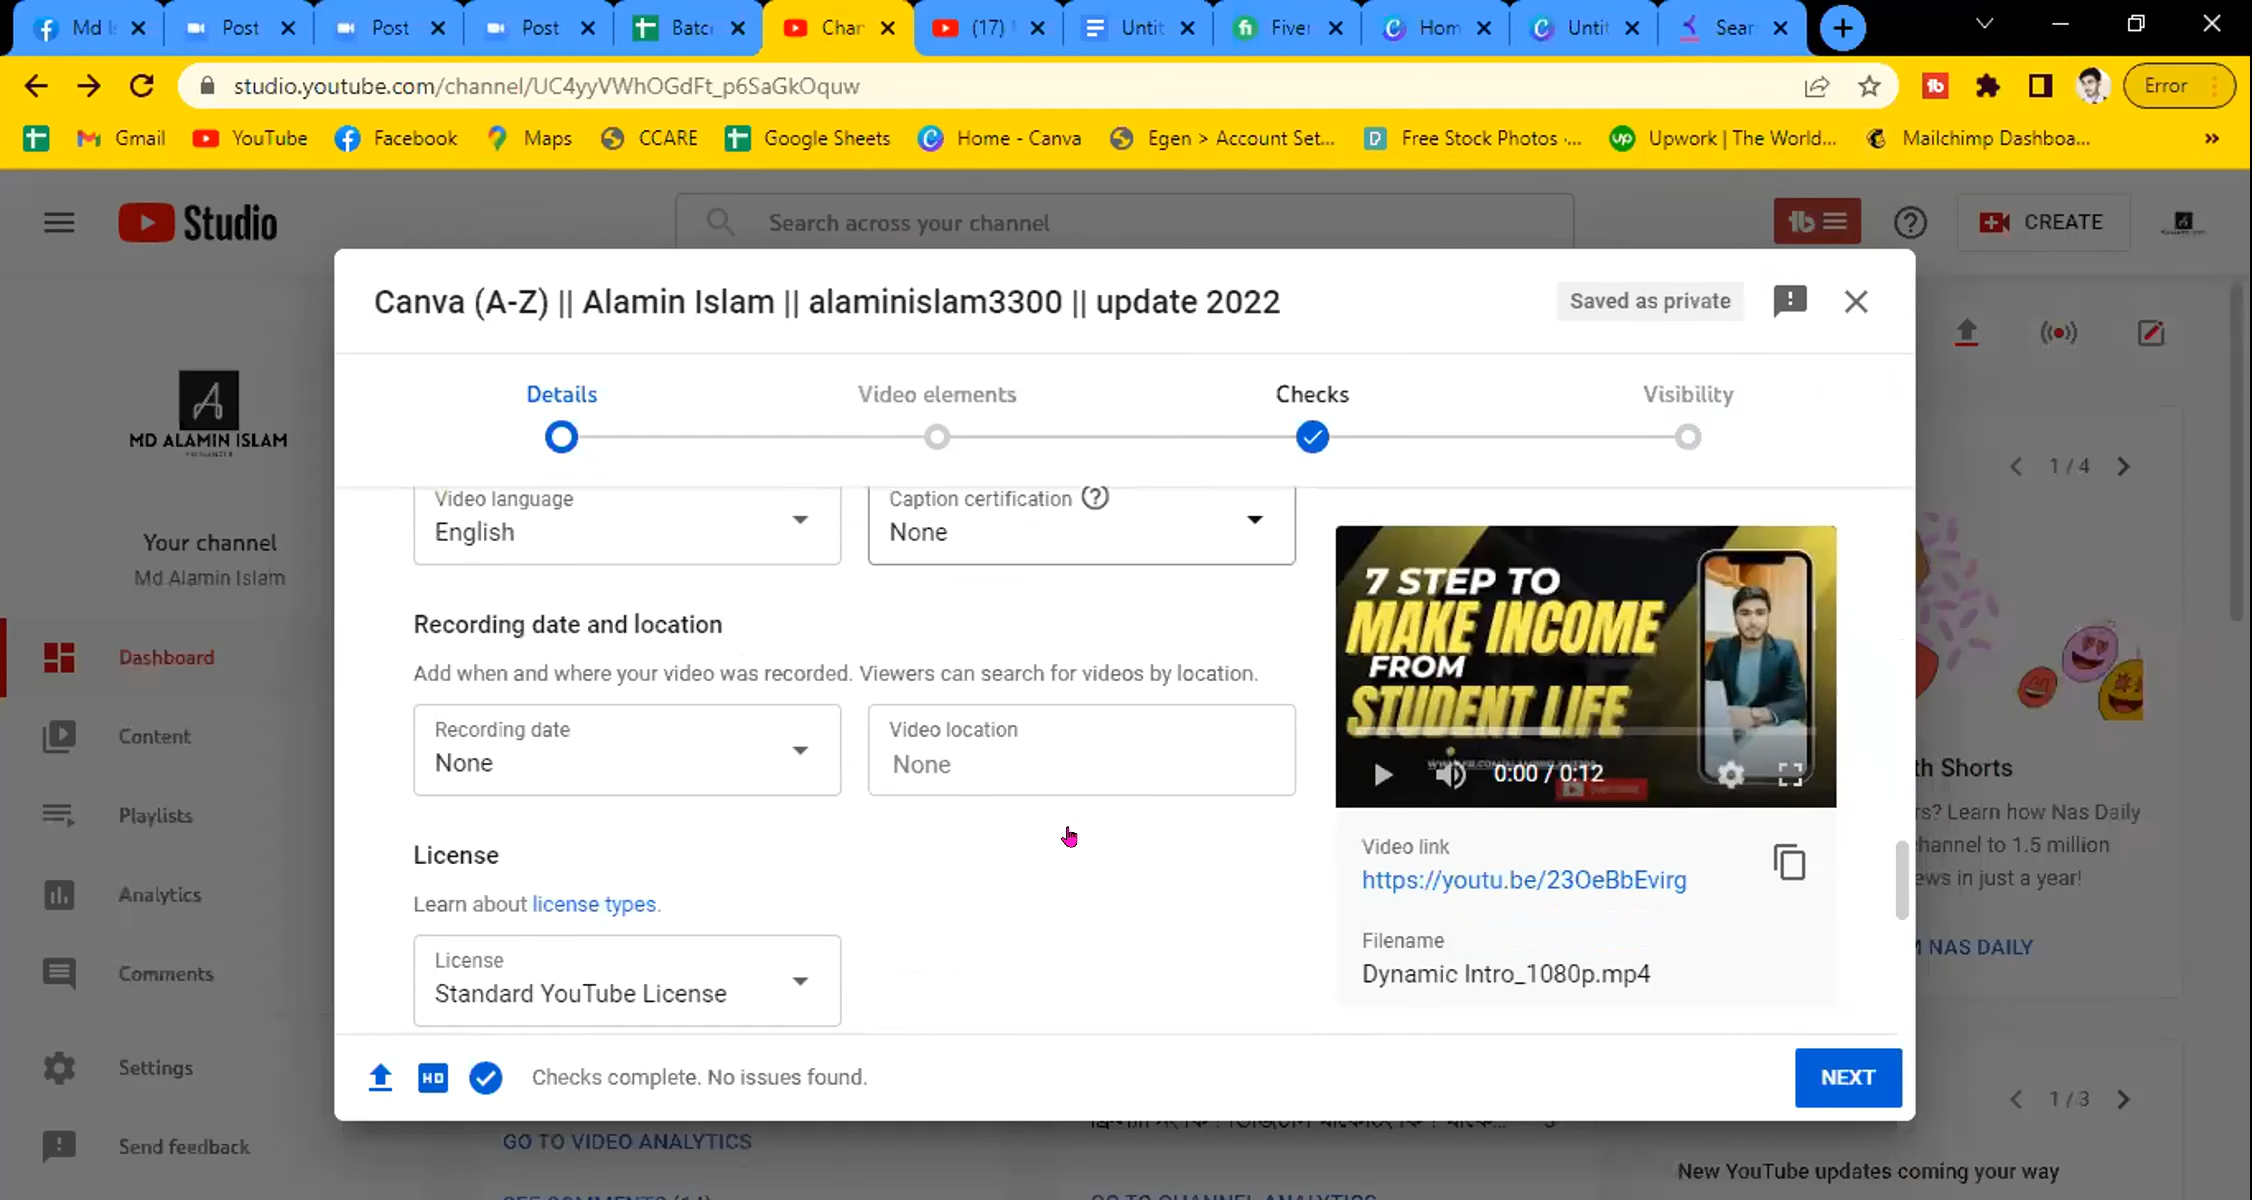 Md Is
Post
Post
Post
Batc
Char
(17)
Untit
Fiver
Hom
Untit
Sear
studio.youtube.com/channel/UC4yyVWhOGdFt_p6SaGkOquw
Error
Gmail
YouTube
Facebook
Maps
CCARE
Google Sheets
Home - Canva
Egen > Account Set...
Free Stock Photos ·...
Upwork | The World...
Mailchimp Dashboa...
»
Studio
Search across your channel
CREATE
Canva (A-Z) || Alamin Islam || alaminislam3300 || update 2022
Saved as private
Details
Video elements
Checks
Visibility
MD ALAMIN ISLAM
Your channel
Md Alamin Islam
Dashboard
Content
Playlists
Analytics
Comments
Settings
Send feedback
Video language
English
Caption certification
None
Recording date and location
Add when and where your video was recorded. Viewers can search for videos by location.
Recording date
None
Video location
None
License
Learn about license types.
License
Standard YouTube License
7 STEP TO
MAKE INCOME
FROM
STUDENT LIFE
0:00 / 0:12
Video link
https://youtu.be/23OeBbEvirg
Filename
Dynamic Intro_1080p.mp4
HD
Checks complete. No issues found.
NEXT
1 / 4
th Shorts
rs? Learn how Nas Daily
hannel to 1.5 million
ews in just a year!
NAS DAILY
1 / 3
GO TO VIDEO ANALYTICS
New YouTube updates coming your way